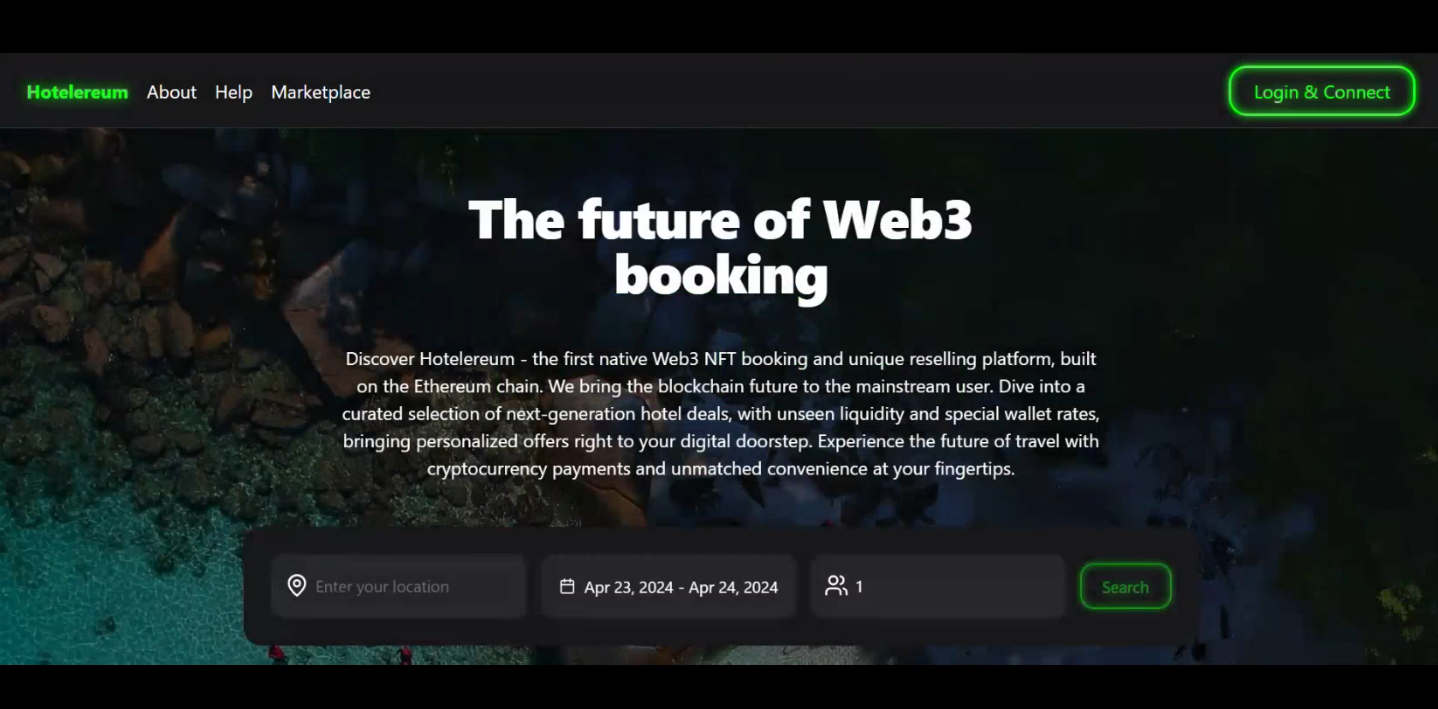 Hotelereum About Help Marketplace Login & Connect
The future of Web3
booking
Discover Hotelereum - the first native Web3 NFT booking and unique reselling platform, built
on the Ethereum chain. We bring the blockchain future to the mainstream user. Dive into a
curated selection of next-generation hotel deals, with unseen liquidity and special wallet rates,
bringing personalized offers right to your digital doorstep. Experience the future of travel with
cryptocurrency payments and unmatched convenience at your fingertips.
Enter your location Apr 23, 2024 - Apr 24, 2024 1 Search